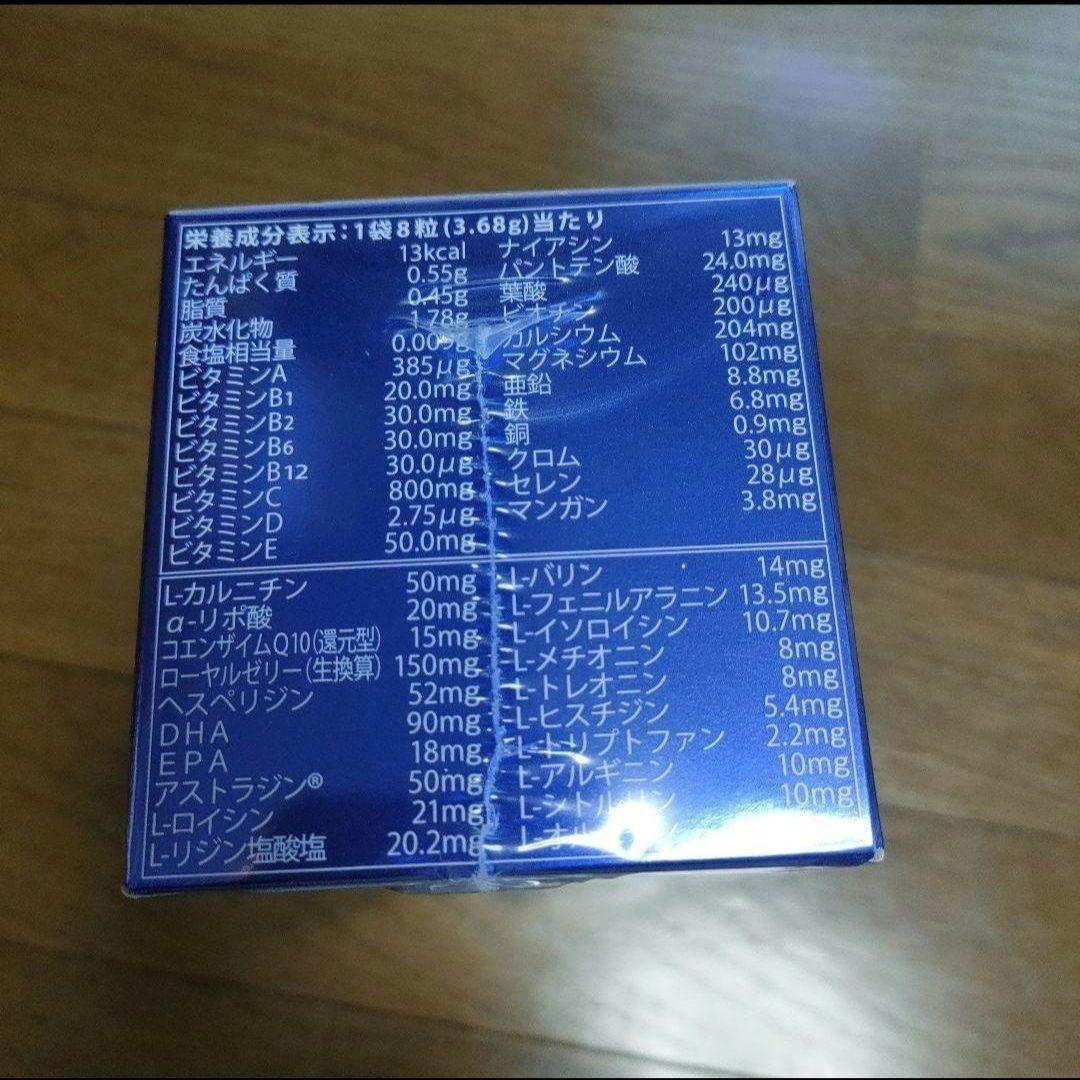 栄養成分表示：1袋8粒(3.68g)当たり
エネルギー 13kcal
たんぱく質 0.55g
脂質 0.45g
炭水化物 1.78g
食塩相当量
ビタミンA 385μg
ビタミンB1 20.0mg
ビタミンB2 30.0mg
ビタミンB6 30.0mg
ビタミンB12 30.0μg
ビタミンC 800mg
ビタミンD 2.75μg
ビタミンE 50.0mg
ナイアシン 13mg
パントテン酸 24.0mg
葉酸 240μg
ビオチン 200μg
カルシウム 204mg
マグネシウム 102mg
亜鉛 8.8mg
鉄 6.8mg
銅 0.9mg
クロム 30μg
セレン 28μg
マンガン 3.8mg
L-カルニチン 50mg
α-リポ酸 20mg
コエンザイムQ10(還元型) 15mg
ローヤルゼリー(生換算) 150mg
ヘスペリジン 52mg
DHA 90mg
EPA 18mg
アストラジン® 50mg
L-ロイシン 21mg
L-リジン塩酸塩 20.2mg
L-バリン 14mg
L-フェニルアラニン 13.5mg
L-イソロイシン 10.7mg
L-メチオニン 8mg
L-トレオニン 8mg
L-ヒスチジン 5.4mg
L-トリプトファン 2.2mg
L-アルギニン 10mg
L-シトルリン 10mg